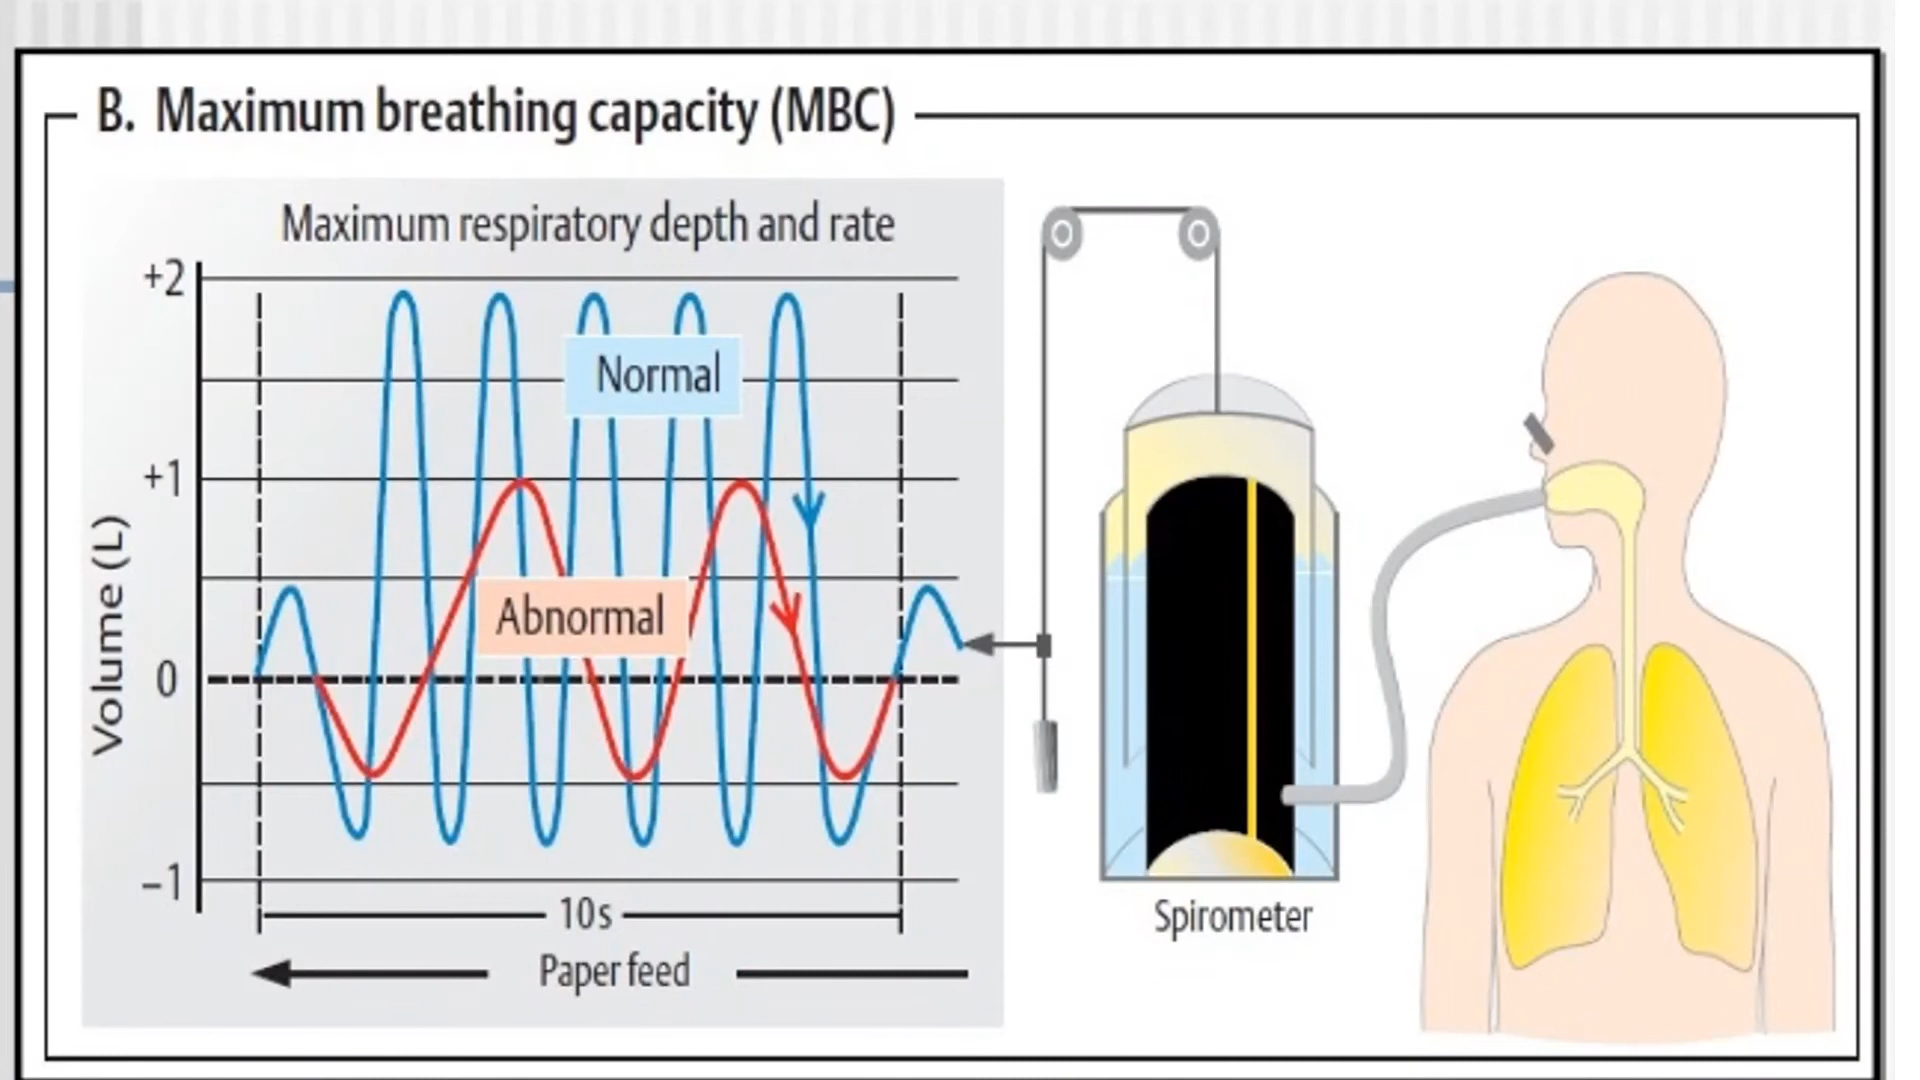 B. Maximum breathing capacity (MBC)
Maximum respiratory depth and rate
+2
Normal
+1
Abnormal
Volume (L)
0
–1
10 s
Paper feed
Spirometer